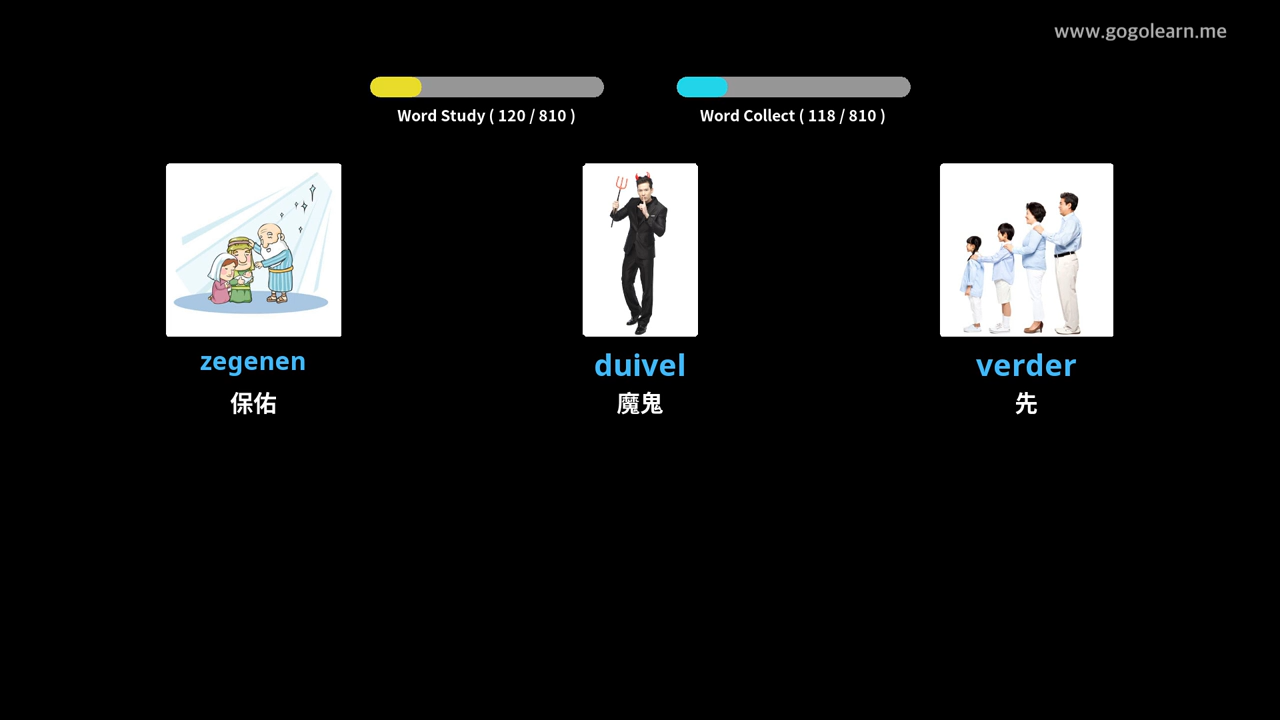 www.gogolearn.me
Word Study ( 120 / 810 )
Word Collect ( 118 / 810 )
zegenen
保佑
duivel
魔鬼
verder
先